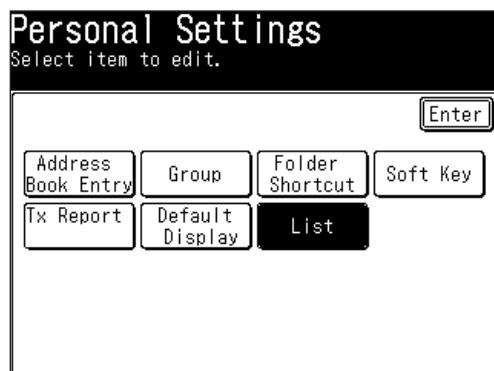 Personal Settings
Select item to edit.
Enter
Address
Book Entry
Group
Folder
Shortcut
Soft Key
Tx Report
Default
Display
List